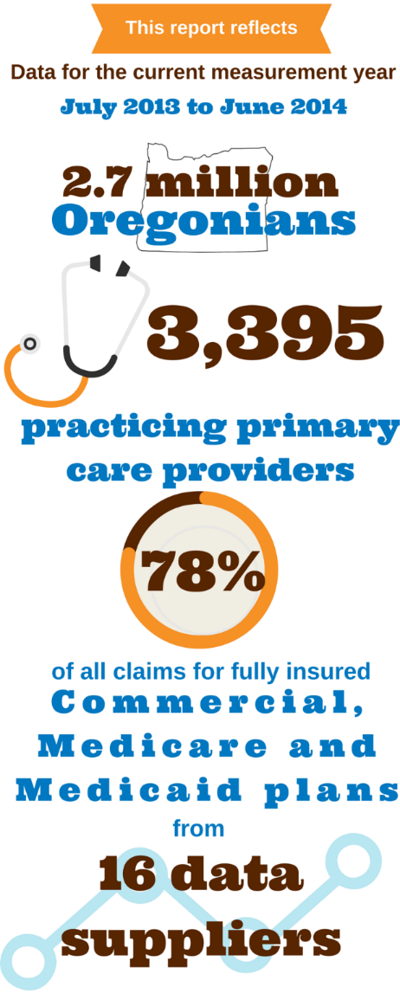 This report reflects
Data for the current measurement year
July 2013 to June 2014
2.7 million
Oregonians
3,395
practicing primary
care providers
78%
of all claims for fully insured
Commercial,
Medicare and
Medicaid plans
from
16 data
suppliers